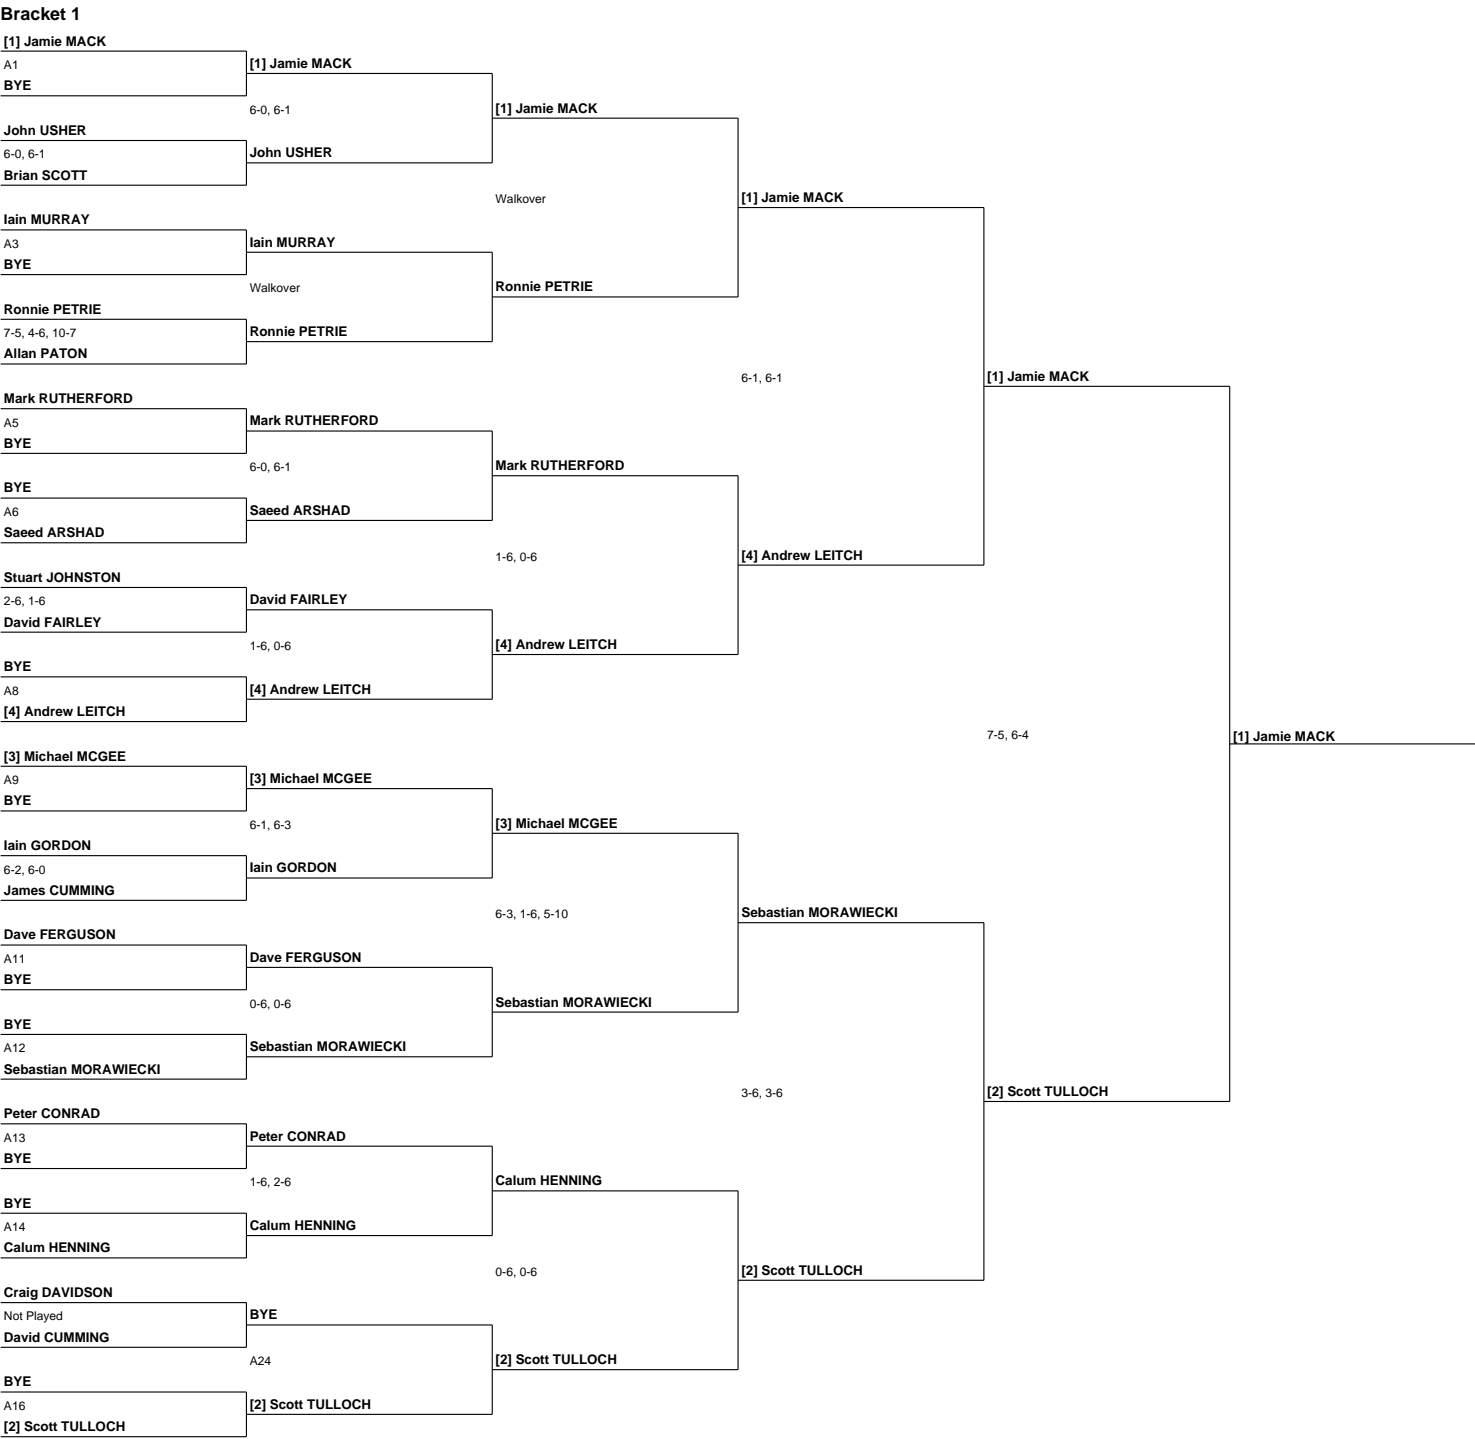 Bracket 1
[1] Jamie MACK
A1
BYE
[1] Jamie MACK
6-0, 6-1
John USHER
6-0, 6-1
Brian SCOTT
John USHER
[1] Jamie MACK
Walkover
Iain MURRAY
A3
BYE
Iain MURRAY
Walkover
Ronnie PETRIE
7-5, 4-6, 10-7
Allan PATON
Ronnie PETRIE
Ronnie PETRIE
[1] Jamie MACK
6-1, 6-1
Mark RUTHERFORD
A5
BYE
Mark RUTHERFORD
6-0, 6-1
BYE
A6
Saeed ARSHAD
Saeed ARSHAD
Mark RUTHERFORD
1-6, 0-6
Stuart JOHNSTON
2-6, 1-6
David FAIRLEY
David FAIRLEY
1-6, 0-6
BYE
A8
[4] Andrew LEITCH
[4] Andrew LEITCH
[4] Andrew LEITCH
[4] Andrew LEITCH
[1] Jamie MACK
7-5, 6-4
[1] Jamie MACK
[3] Michael MCGEE
A9
BYE
[3] Michael MCGEE
6-1, 6-3
Iain GORDON
6-2, 6-0
James CUMMING
Iain GORDON
[3] Michael MCGEE
6-3, 1-6, 5-10
Dave FERGUSON
A11
BYE
Dave FERGUSON
0-6, 0-6
BYE
A12
Sebastian MORAWIECKI
Sebastian MORAWIECKI
Sebastian MORAWIECKI
Sebastian MORAWIECKI
3-6, 3-6
Peter CONRAD
A13
BYE
Peter CONRAD
1-6, 2-6
BYE
A14
Calum HENNING
Calum HENNING
Calum HENNING
0-6, 0-6
Craig DAVIDSON
Not Played
David CUMMING
BYE
A24
BYE
A16
[2] Scott TULLOCH
[2] Scott TULLOCH
[2] Scott TULLOCH
[2] Scott TULLOCH
[2] Scott TULLOCH